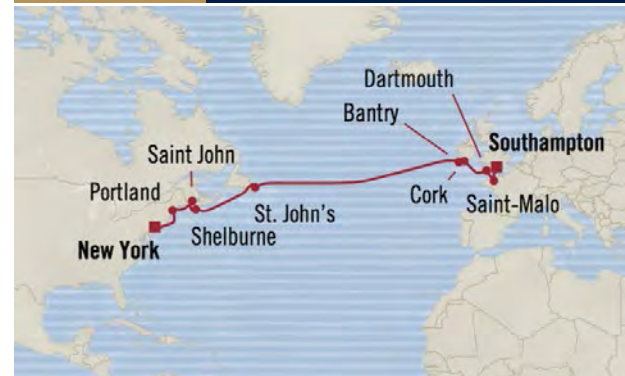 Dartmouth
Bantry
Southampton
Saint John
Portland
Cork
Saint-Malo
St. John's
Shelburne
New York